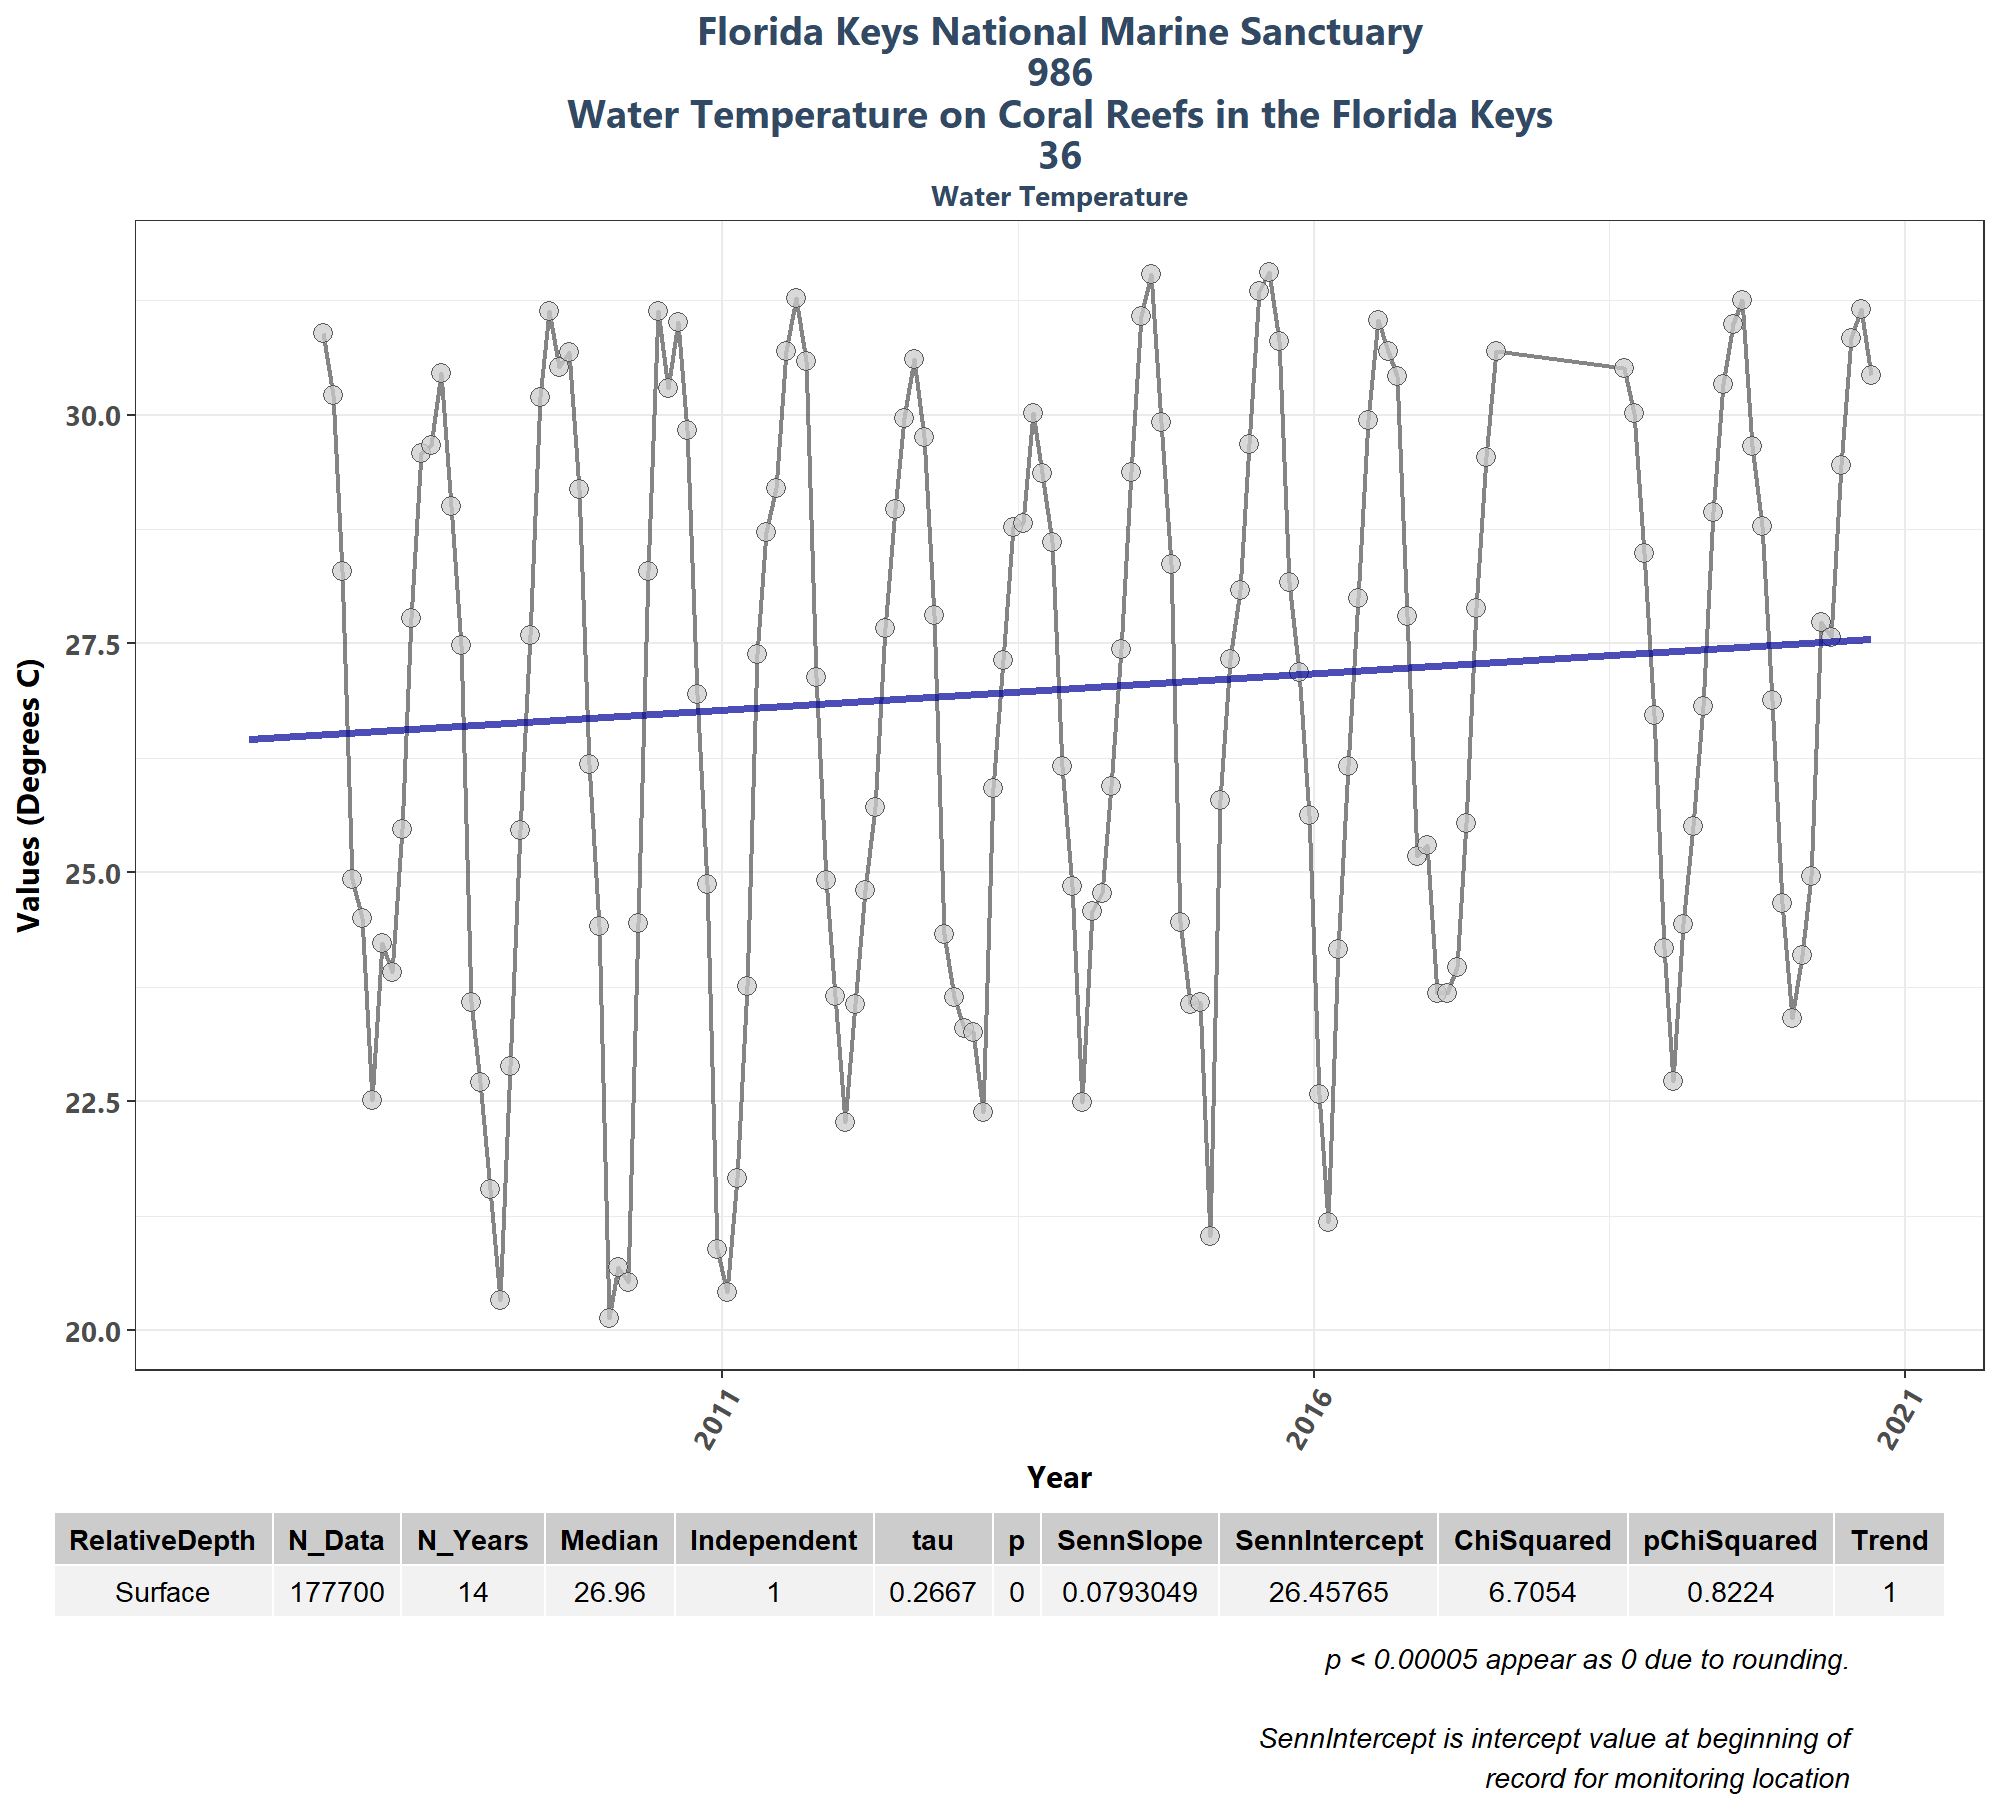 Florida Keys National Marine Sanctuary
986
Water Temperature on Coral Reefs in the Florida Keys
36
Water Temperature
Values (Degrees C)
30.0
27.5
25.0
22.5
20.0
2011
2016
2021
Year
RelativeDepth N_Data N_Years Median Independent tau p SennSlope SennIntercept ChiSquared pChiSquared Trend
Surface 177700 14 26.96 1 0.2667 0 0.0793049 26.45765 6.7054 0.8224 1
p < 0.00005 appear as 0 due to rounding.
SennIntercept is intercept value at beginning of
record for monitoring location